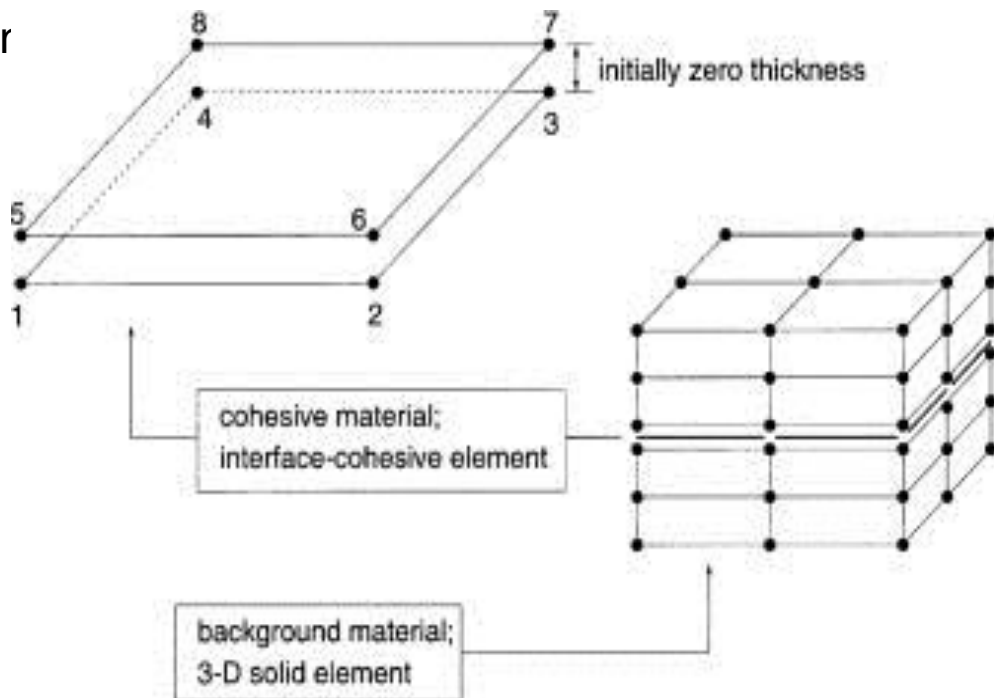 8
7
initially zero thickness
4
3
5
6
1
2
cohesive material;
interface-cohesive element
background material;
3-D solid element